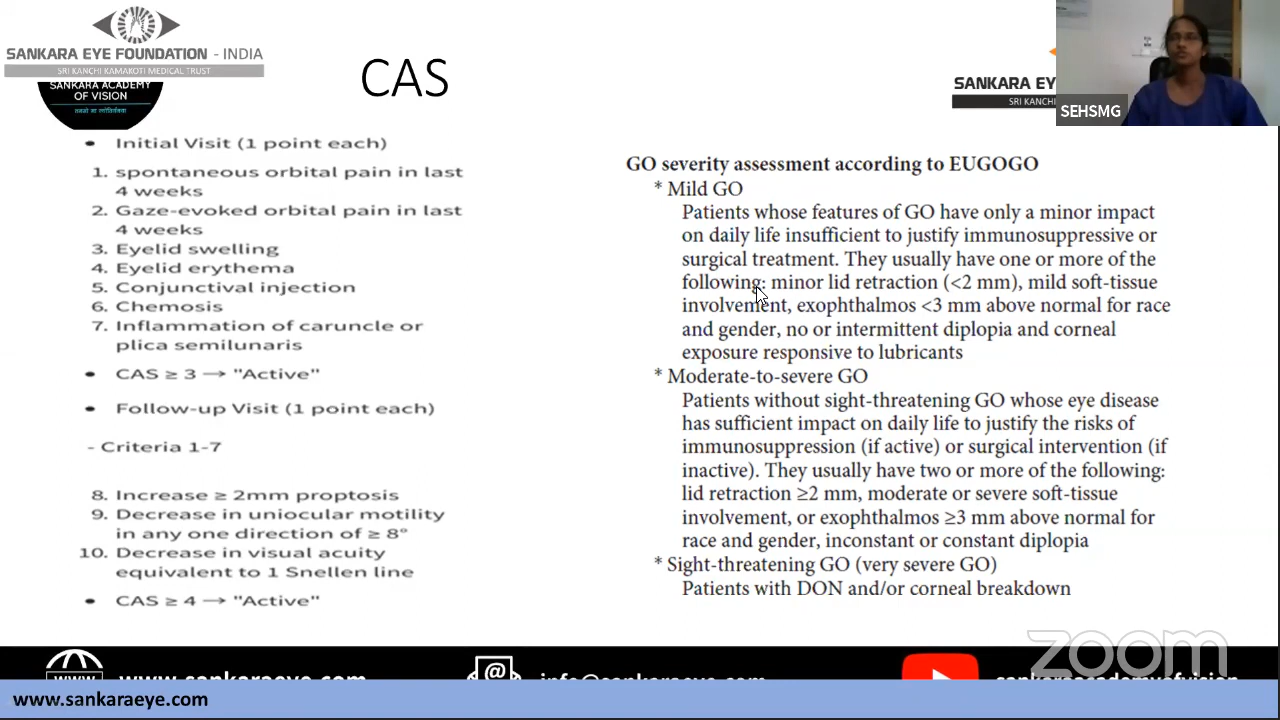 SANKARA EYE FOUNDATION - INDIA
SRI KANCHI KAMAKOTI MEDICAL TRUST
SANKARA ACADEMY
OF VISION
CAS
SANKARA EY
SRI KANCHI
SEHSMG
• Initial Visit (1 point each)
1. spontaneous orbital pain in last
4 weeks
2. Gaze-evoked orbital pain in last
4 weeks
3. Eyelid swelling
4. Eyelid erythema
5. Conjunctival injection
6. Chemosis
7. Inflammation of caruncle or
plica semilunaris
• CAS ≥ 3 → "Active"
• Follow-up Visit (1 point each)
- Criteria 1-7
8. Increase ≥ 2mm proptosis
9. Decrease in uniocular motility
in any one direction of ≥ 8°
10. Decrease in visual acuity
equivalent to 1 Snellen line
• CAS ≥ 4 → "Active"
GO severity assessment according to EUGOGO
* Mild GO
Patients whose features of GO have only a minor impact
on daily life insufficient to justify immunosuppressive or
surgical treatment. They usually have one or more of the
following: minor lid retraction (<2 mm), mild soft-tissue
involvement, exophthalmos <3 mm above normal for race
and gender, no or intermittent diplopia and corneal
exposure responsive to lubricants
* Moderate-to-severe GO
Patients without sight-threatening GO whose eye disease
has sufficient impact on daily life to justify the risks of
immunosuppression (if active) or surgical intervention (if
inactive). They usually have two or more of the following:
lid retraction ≥2 mm, moderate or severe soft-tissue
involvement, or exophthalmos ≥3 mm above normal for
race and gender, inconstant or constant diplopia
* Sight-threatening GO (very severe GO)
Patients with DON and/or corneal breakdown
zoom
www
www.sankaraeye.com
info@sankaraeye.com
sankaraacademyofvision
www.sankaraeye.com